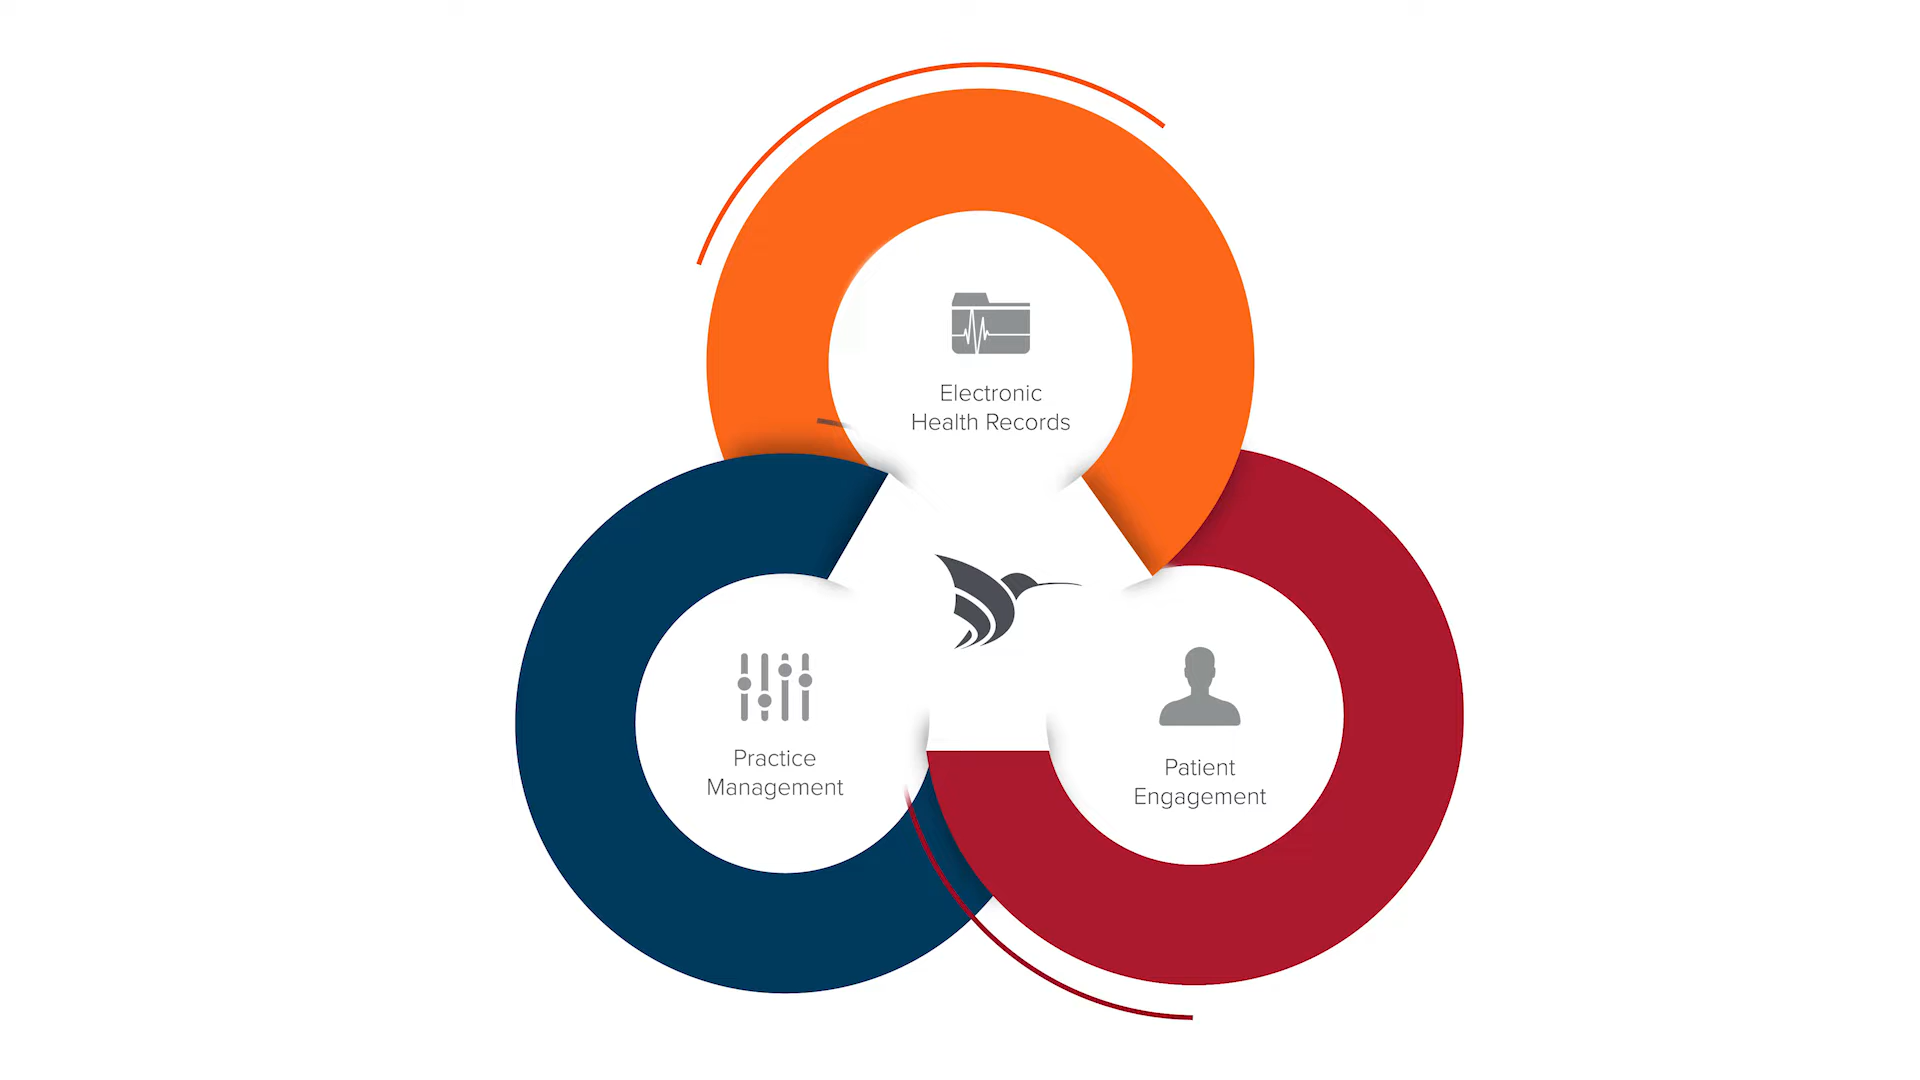 Electronic
Health Records
Practice
Management
Patient
Engagement